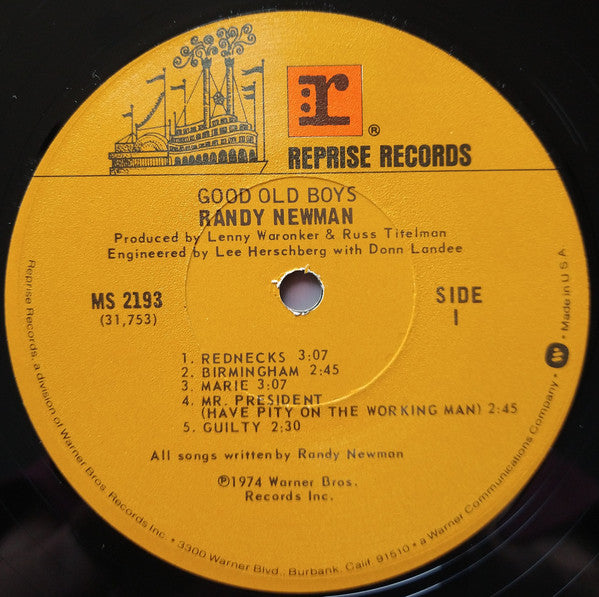 r
®
REPRISE RECORDS
GOOD OLD BOYS
RANDY NEWMAN
Produced by Lenny Waronker & Russ Titelman
Engineered by Lee Herschberg with Donn Landee
MS 2193
(31,753)
SIDE
1
1. REDNECKS 3:07
2. BIRMINGHAM 2:45
3. MARIE 3:07
4. MR. PRESIDENT
(HAVE PITY ON THE WORKING MAN) 2:45
5. GUILTY 2:30
All songs written by Randy Newman
℗1974 Warner Bros.
Records Inc.
Reprise Records, a division of Warner Bros. Records Inc. • 3300 Warner Blvd., Burbank, Calif. 91510 • a Warner Communications Company. • W • Made in U.S.A.